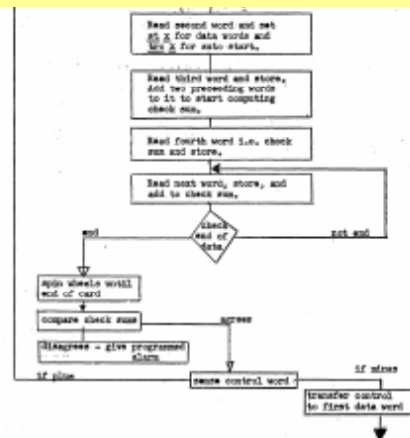 Read second word and set
st x for data words and
tro x for auto start.
Read third word and store.
Add two preceeding words
to it to start computing
check sum.
Read fourth word i.e. check
sum and store.
Read next word, store, and
add to check sum.
check
end of
data
end
not end
spin wheels until
end of card
compare check sums
agrees
Disagrees - give programmed
alarm
if plus
sense control word
if minus
transfer control
to first data word